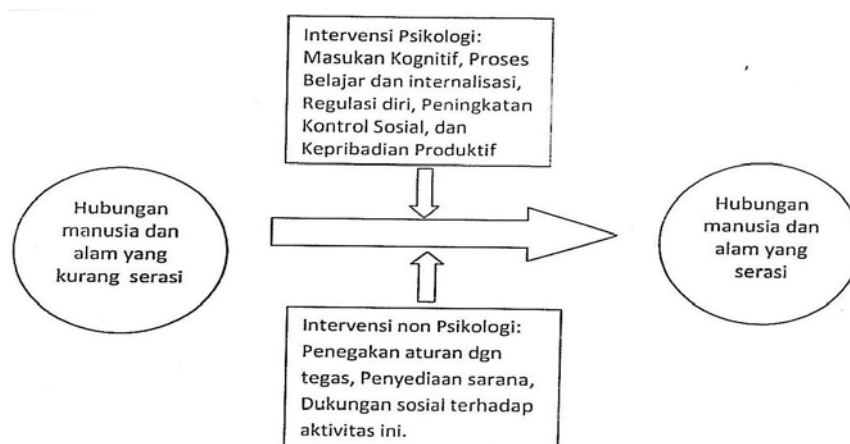 Intervensi Psikologi:
Masukan Kognitif, Proses
Belajar dan internalisasi,
Regulasi diri, Peningkatan
Kontrol Sosial, dan
Kepribadian Produktif
Hubungan
manusia dan
alam yang
kurang serasi
Hubungan
manusia dan
alam yang
serasi
Intervensi non Psikologi:
Penegakan aturan dgn
tegas, Penyediaan sarana,
Dukungan sosial terhadap
aktivitas ini.